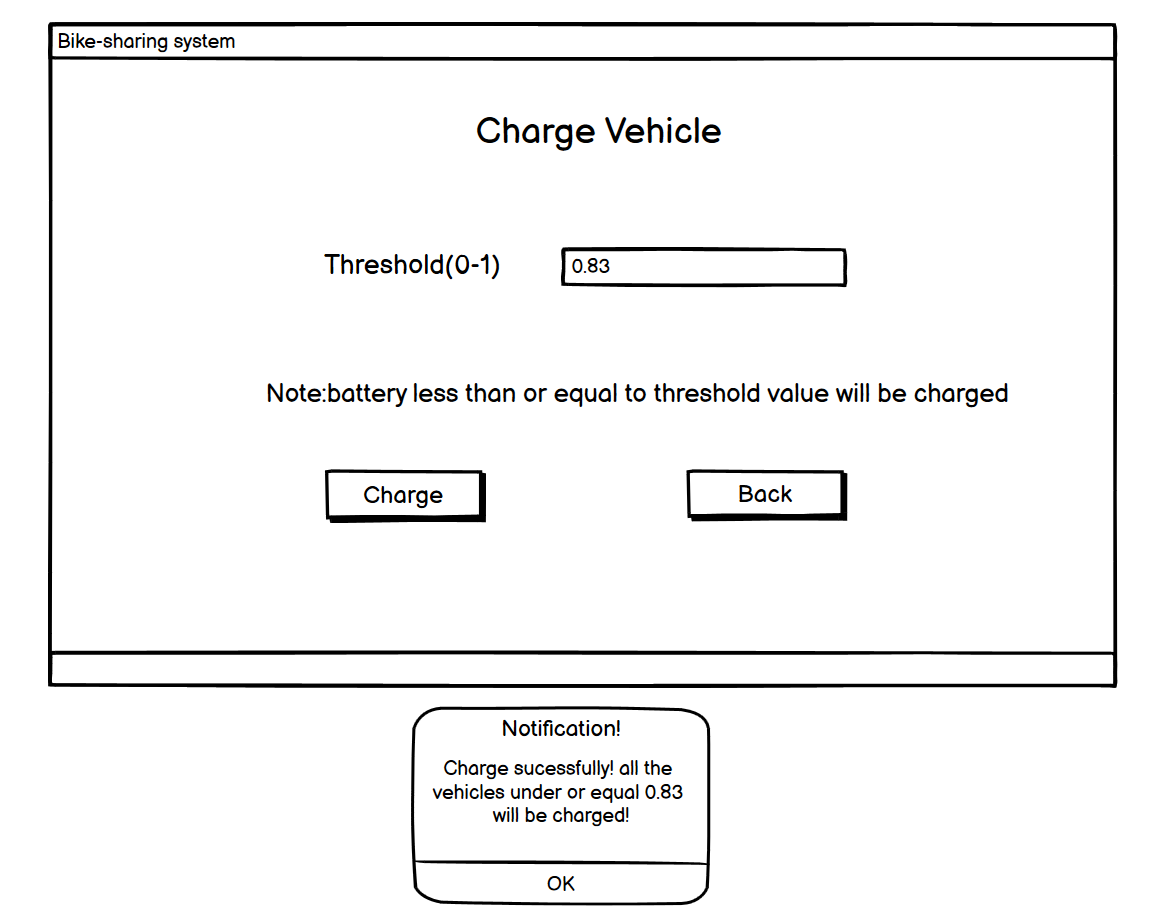 Bike-sharing system
Charge Vehicle
Threshold(0-1)
0.83
Note:battery less than or equal to threshold value will be charged
Charge
Back
Notification!
Charge sucessfully! all the
vehicles under or equal 0.83
will be charged!
OK